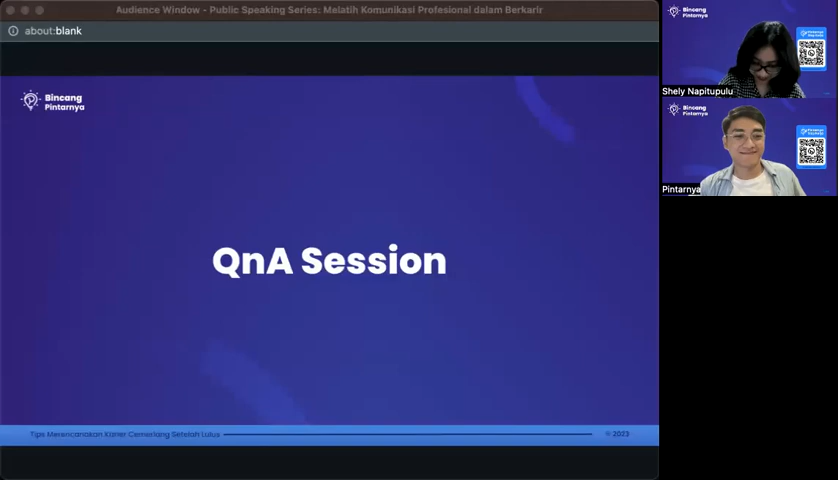 Audience Window - Public Speaking Series: Melatih Komunikasi Profesional dalam Berkarir
about:blank
Bincang
Pintarnya
QnA Session
Tips Merencanakan Karier Cemerlang Setelah Lulus
© 2023
Bincang
Pintarnya
Shely Napitupulu
Bincang
Pintarnya
Pintarnya